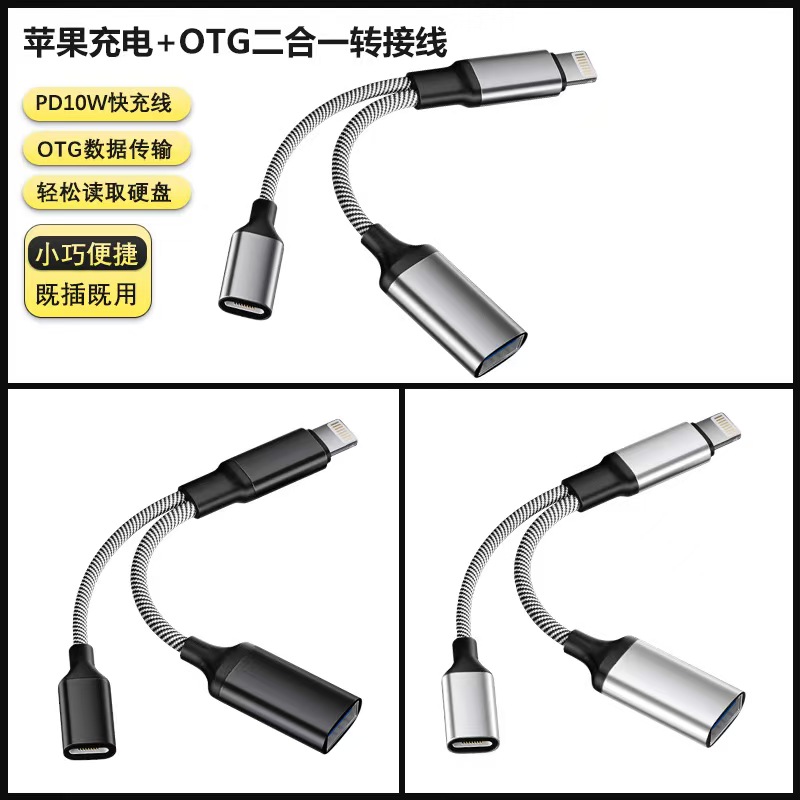 苹果充电+OTG二合一转接线
PD10W快充线
OTG数据传输
轻松读取硬盘
小巧便捷
既插既用